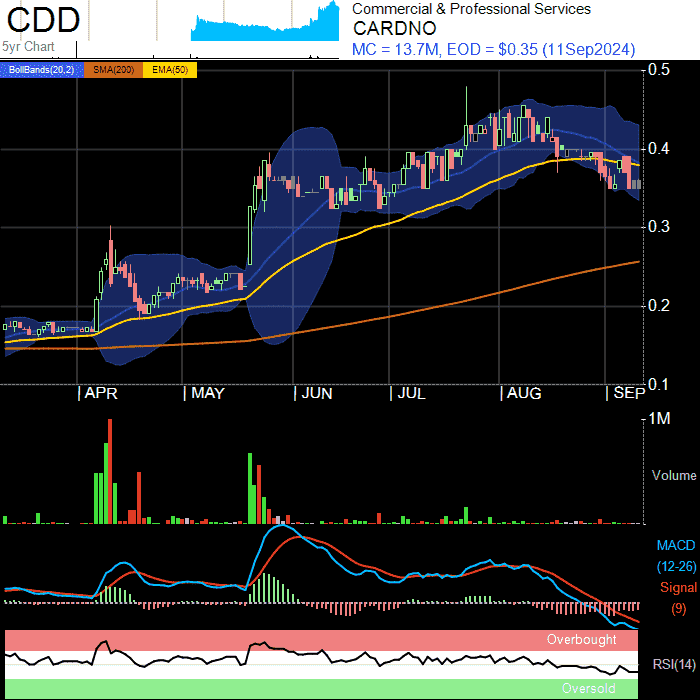 CDD
5yr Chart
Commercial & Professional Services
CARDNO
MC = 13.7M, EOD = $0.35 (11Sep2024)
BollBands(20,2) SMA(200) EMA(50)
0.5
0.4
0.3
0.2
0.1
APR MAY JUN JUL AUG SEP
1M
Volume
MACD
(12-26)
Signal
(9)
Overbought
RSI(14)
Oversold